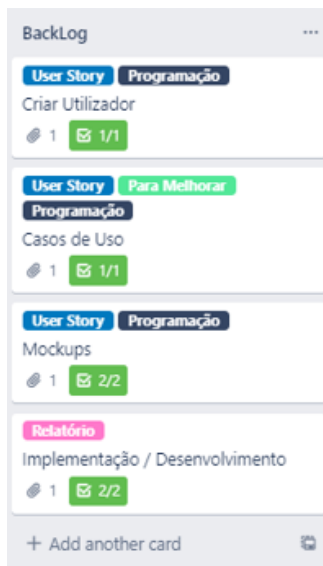 BackLog ...
User Story Programação
Criar Utilizador
1 1/1
User Story Para Melhorar
Programação
Casos de Uso
1 1/1
User Story Programação
Mockups
1 2/2
Relatório
Implementação / Desenvolvimento
1 2/2
+ Add another card